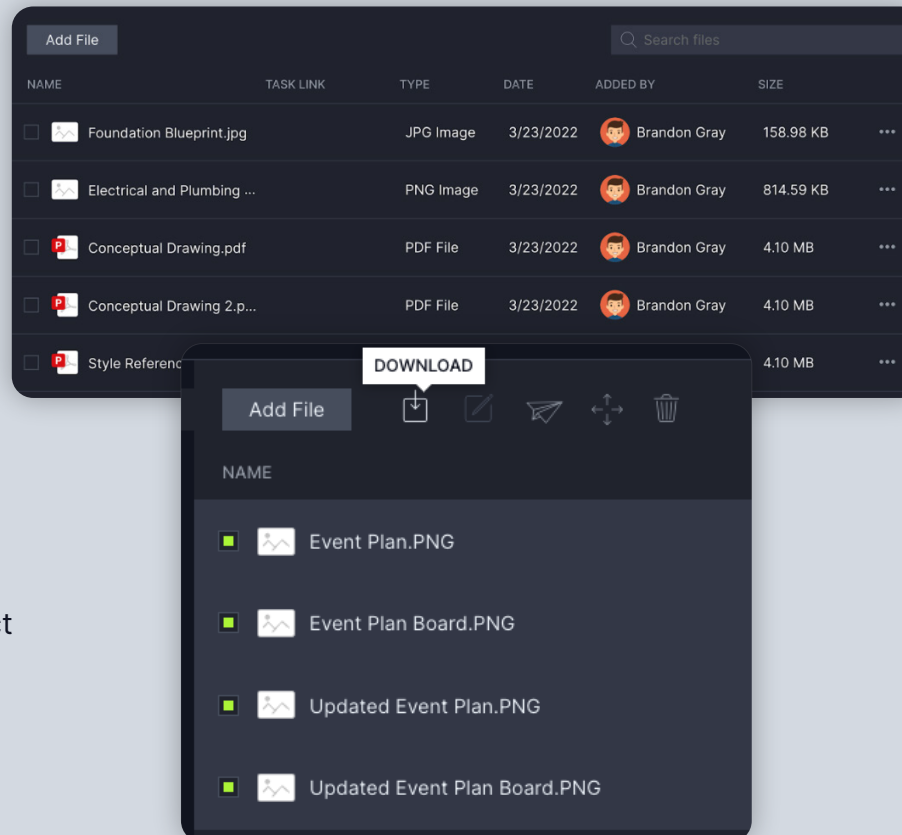 Add File Search files
NAME TASK LINK TYPE DATE ADDED BY SIZE
Foundation Blueprint.jpg JPG Image 3/23/2022 Brandon Gray 158.98 KB
Electrical and Plumbing ... PNG Image 3/23/2022 Brandon Gray 814.59 KB
Conceptual Drawing.pdf PDF File 3/23/2022 Brandon Gray 4.10 MB
Conceptual Drawing 2.p... PDF File 3/23/2022 Brandon Gray 4.10 MB
Style 4.10 MB
DOWNLOAD
Add File
NAME
Event Plan.PNG
Event Plan Board.PNG
Updated Event Plan.PNG
Updated Event Plan Board.PNG